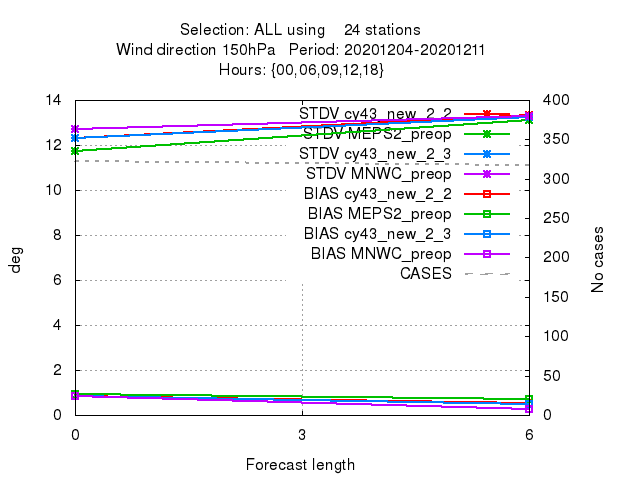 Selection: ALL using 24 stations
Wind direction 150hPa Period: 20201204-20201211
Hours: {00,06,09,12,18}
14
12
10
8
6
4
2
0
deg
400
350
300
250
200
150
100
50
0
No cases
STDV cy43_new_2_2
STDV MEPS2_preop
STDV cy43_new_2_3
STDV MNWC_preop
BIAS cy43_new_2_2
BIAS MEPS2_preop
BIAS cy43_new_2_3
BIAS MNWC_preop
CASES
0
3
6
Forecast length